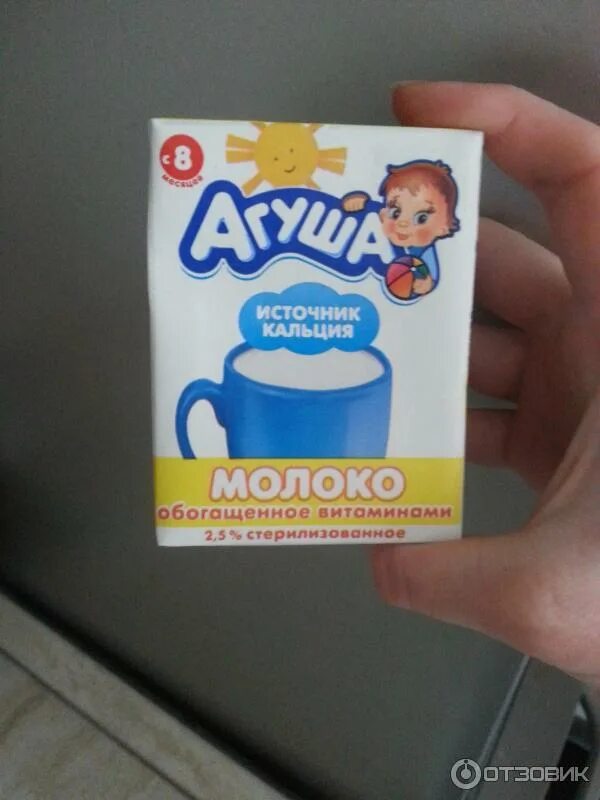 с 8
месяцев
Агуша
ИСТОЧНИК
КАЛЬЦИЯ
МОЛОКО
обогащенное витаминами
2,5% стерилизованное
ОТЗОВИК